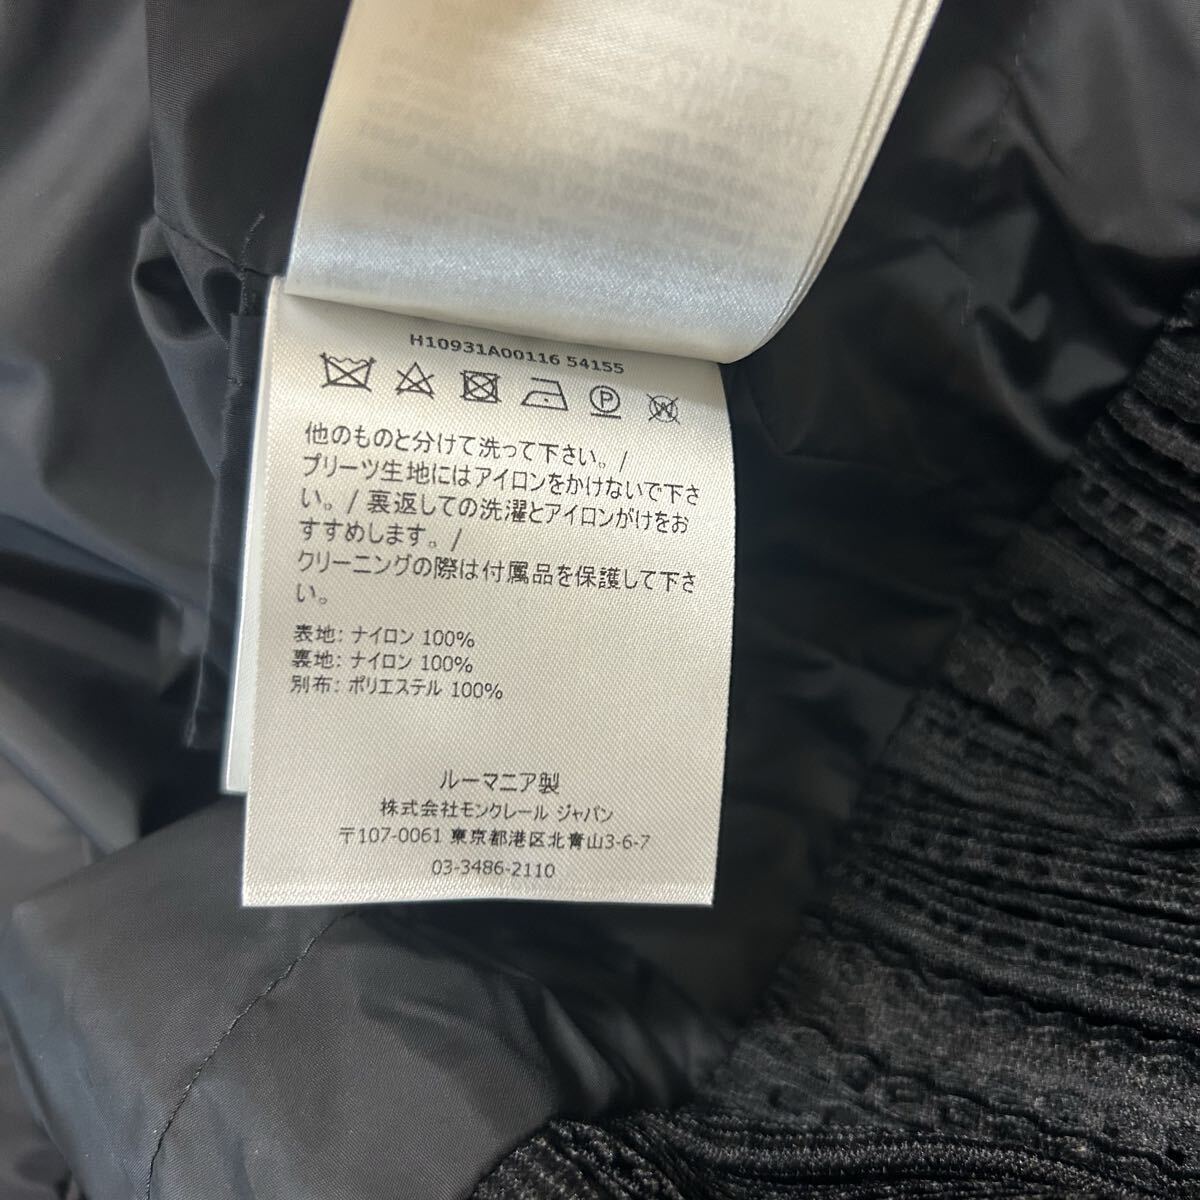 H10931A00116 54155
P
W
他のものと分けて洗って下さい。/
プリーツ生地にはアイロンをかけないで下さ
い。/ 裏返しての洗濯とアイロンがけをお
すすめします。/
クリーニングの際は付属品を保護して下さ
い。
表地: ナイロン 100%
裏地: ナイロン 100%
別布: ポリエステル 100%
ルーマニア製
株式会社モンクレール ジャパン
〒107-0061 東京都港区北青山3-6-7
03-3486-2110